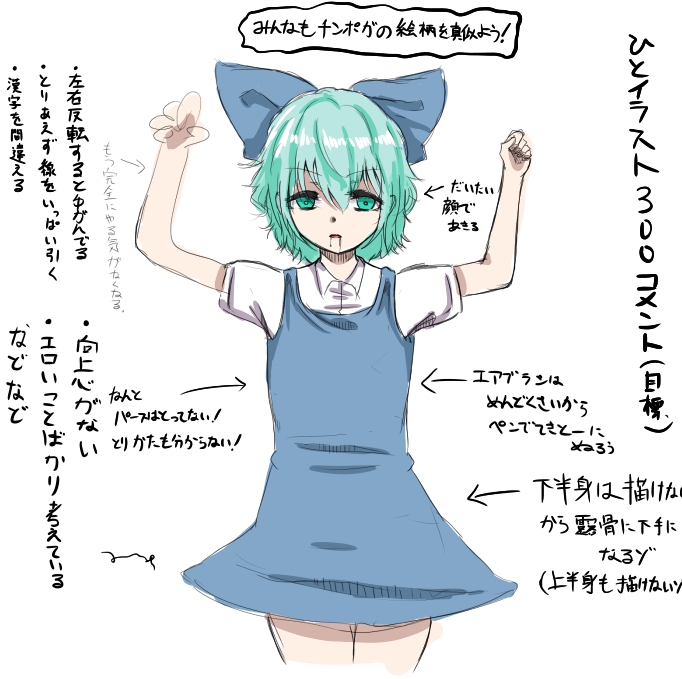 みんなもチンポガの絵柄を真似よう!
ひとイラスト300コメント(目標)
・左右反転するとゆがんでる
・とりあえず線をいっぱい引く
・漢字を間違える
もう完全にやる気がなくなる。
だいたい
顔で
あきる
・向上心がない
・エロいことばかり考えている
などなど
なんと
パースはとってない!
とりかたも分からない!
エアブラシは
めんどくさいから
ペンでてきとーに
ぬろう
下半身は描けない
から露骨に下手に
なるゾ
(上半身も描けないゾ